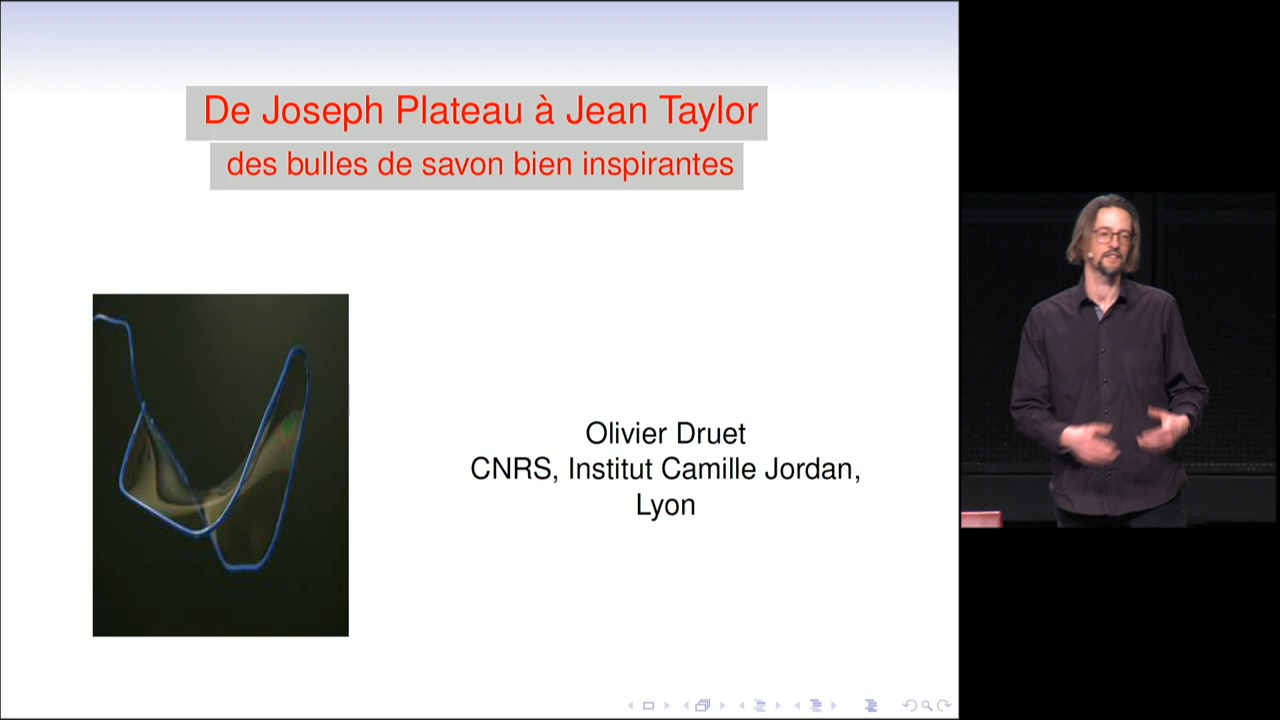 De Joseph Plateau à Jean Taylor
des bulles de savon bien inspirantes
Olivier Druet
CNRS, Institut Camille Jordan,
Lyon